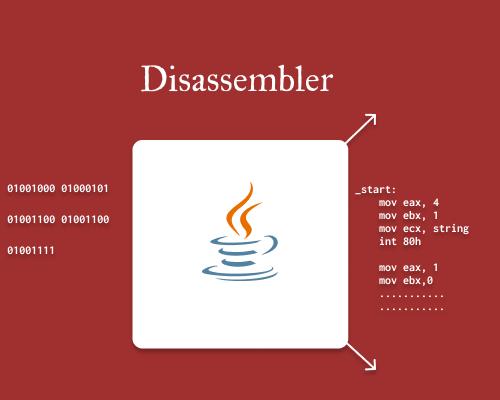 Disassembler
01001000 01000101
01001100 01001100
01001111
_start:
mov eax, 4
mov ebx, 1
mov ecx, string
int 80h
mov eax, 1
mov ebx,0
...........
...........